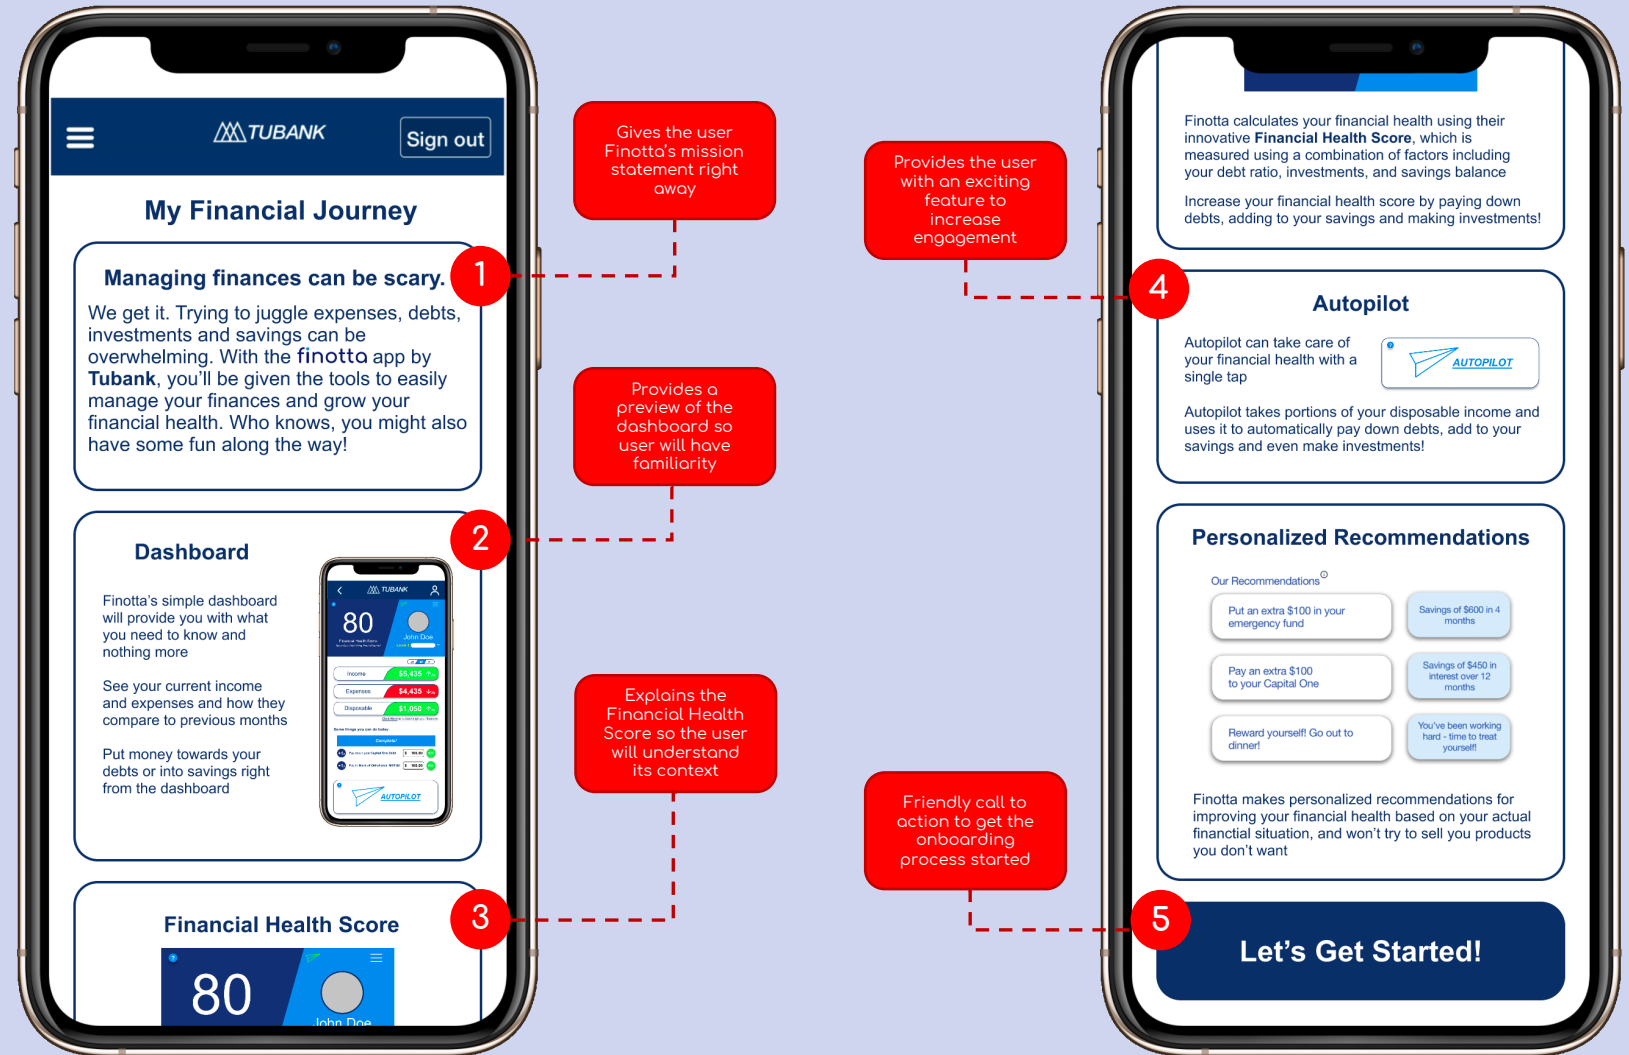 TUBANK
Sign out
My Financial Journey
Managing finances can be scary.
We get it. Trying to juggle expenses, debts,
investments and savings can be
overwhelming. With the finotta app by
Tubank, you'll be given the tools to easily
manage your finances and grow your
financial health. Who knows, you might also
have some fun along the way!
1
Gives the user
Finotta's mission
statement right
away
Dashboard
Finotta's simple dashboard
will provide you with what
you need to know and
nothing more
See your current income
and expenses and how they
compare to previous months
Put money towards your
debts or into savings right
from the dashboard
TUBANK
80
John Doe
Financial Health Score
Income
$5,435
Expenses
$4,435
Disposable
$1,050
Some things you can do today:
Complete!
$ 100.00
$ 100.00
AUTOPILOT
2
Provides a
preview of the
dashboard so
user will have
familiarity
Financial Health Score
80
John Doe
3
Explains the
Financial Health
Score so the user
will understand
its context
Finotta calculates your financial health using their
innovative Financial Health Score, which is
measured using a combination of factors including
your debt ratio, investments, and savings balance
Increase your financial health score by paying down
debts, adding to your savings and making investments!
Provides the user
with an exciting
feature to
increase
engagement
4
Autopilot
Autopilot can take care of
your financial health with a
single tap
AUTOPILOT
Autopilot takes portions of your disposable income and
uses it to automatically pay down debts, add to your
savings and even make investments!
Personalized Recommendations
Our Recommendations
Put an extra $100 in your
emergency fund
Savings of $600 in 4
months
Pay an extra $100
to your Capital One
Savings of $450 in
interest over 12
months
Reward yourself! Go out to
dinner!
You've been working
hard - time to treat
yourself!
Finotta makes personalized recommendations for
improving your financial health based on your actual
financtial situation, and won't try to sell you products
you don't want
Friendly call to
action to get the
onboarding
process started
5
Let's Get Started!